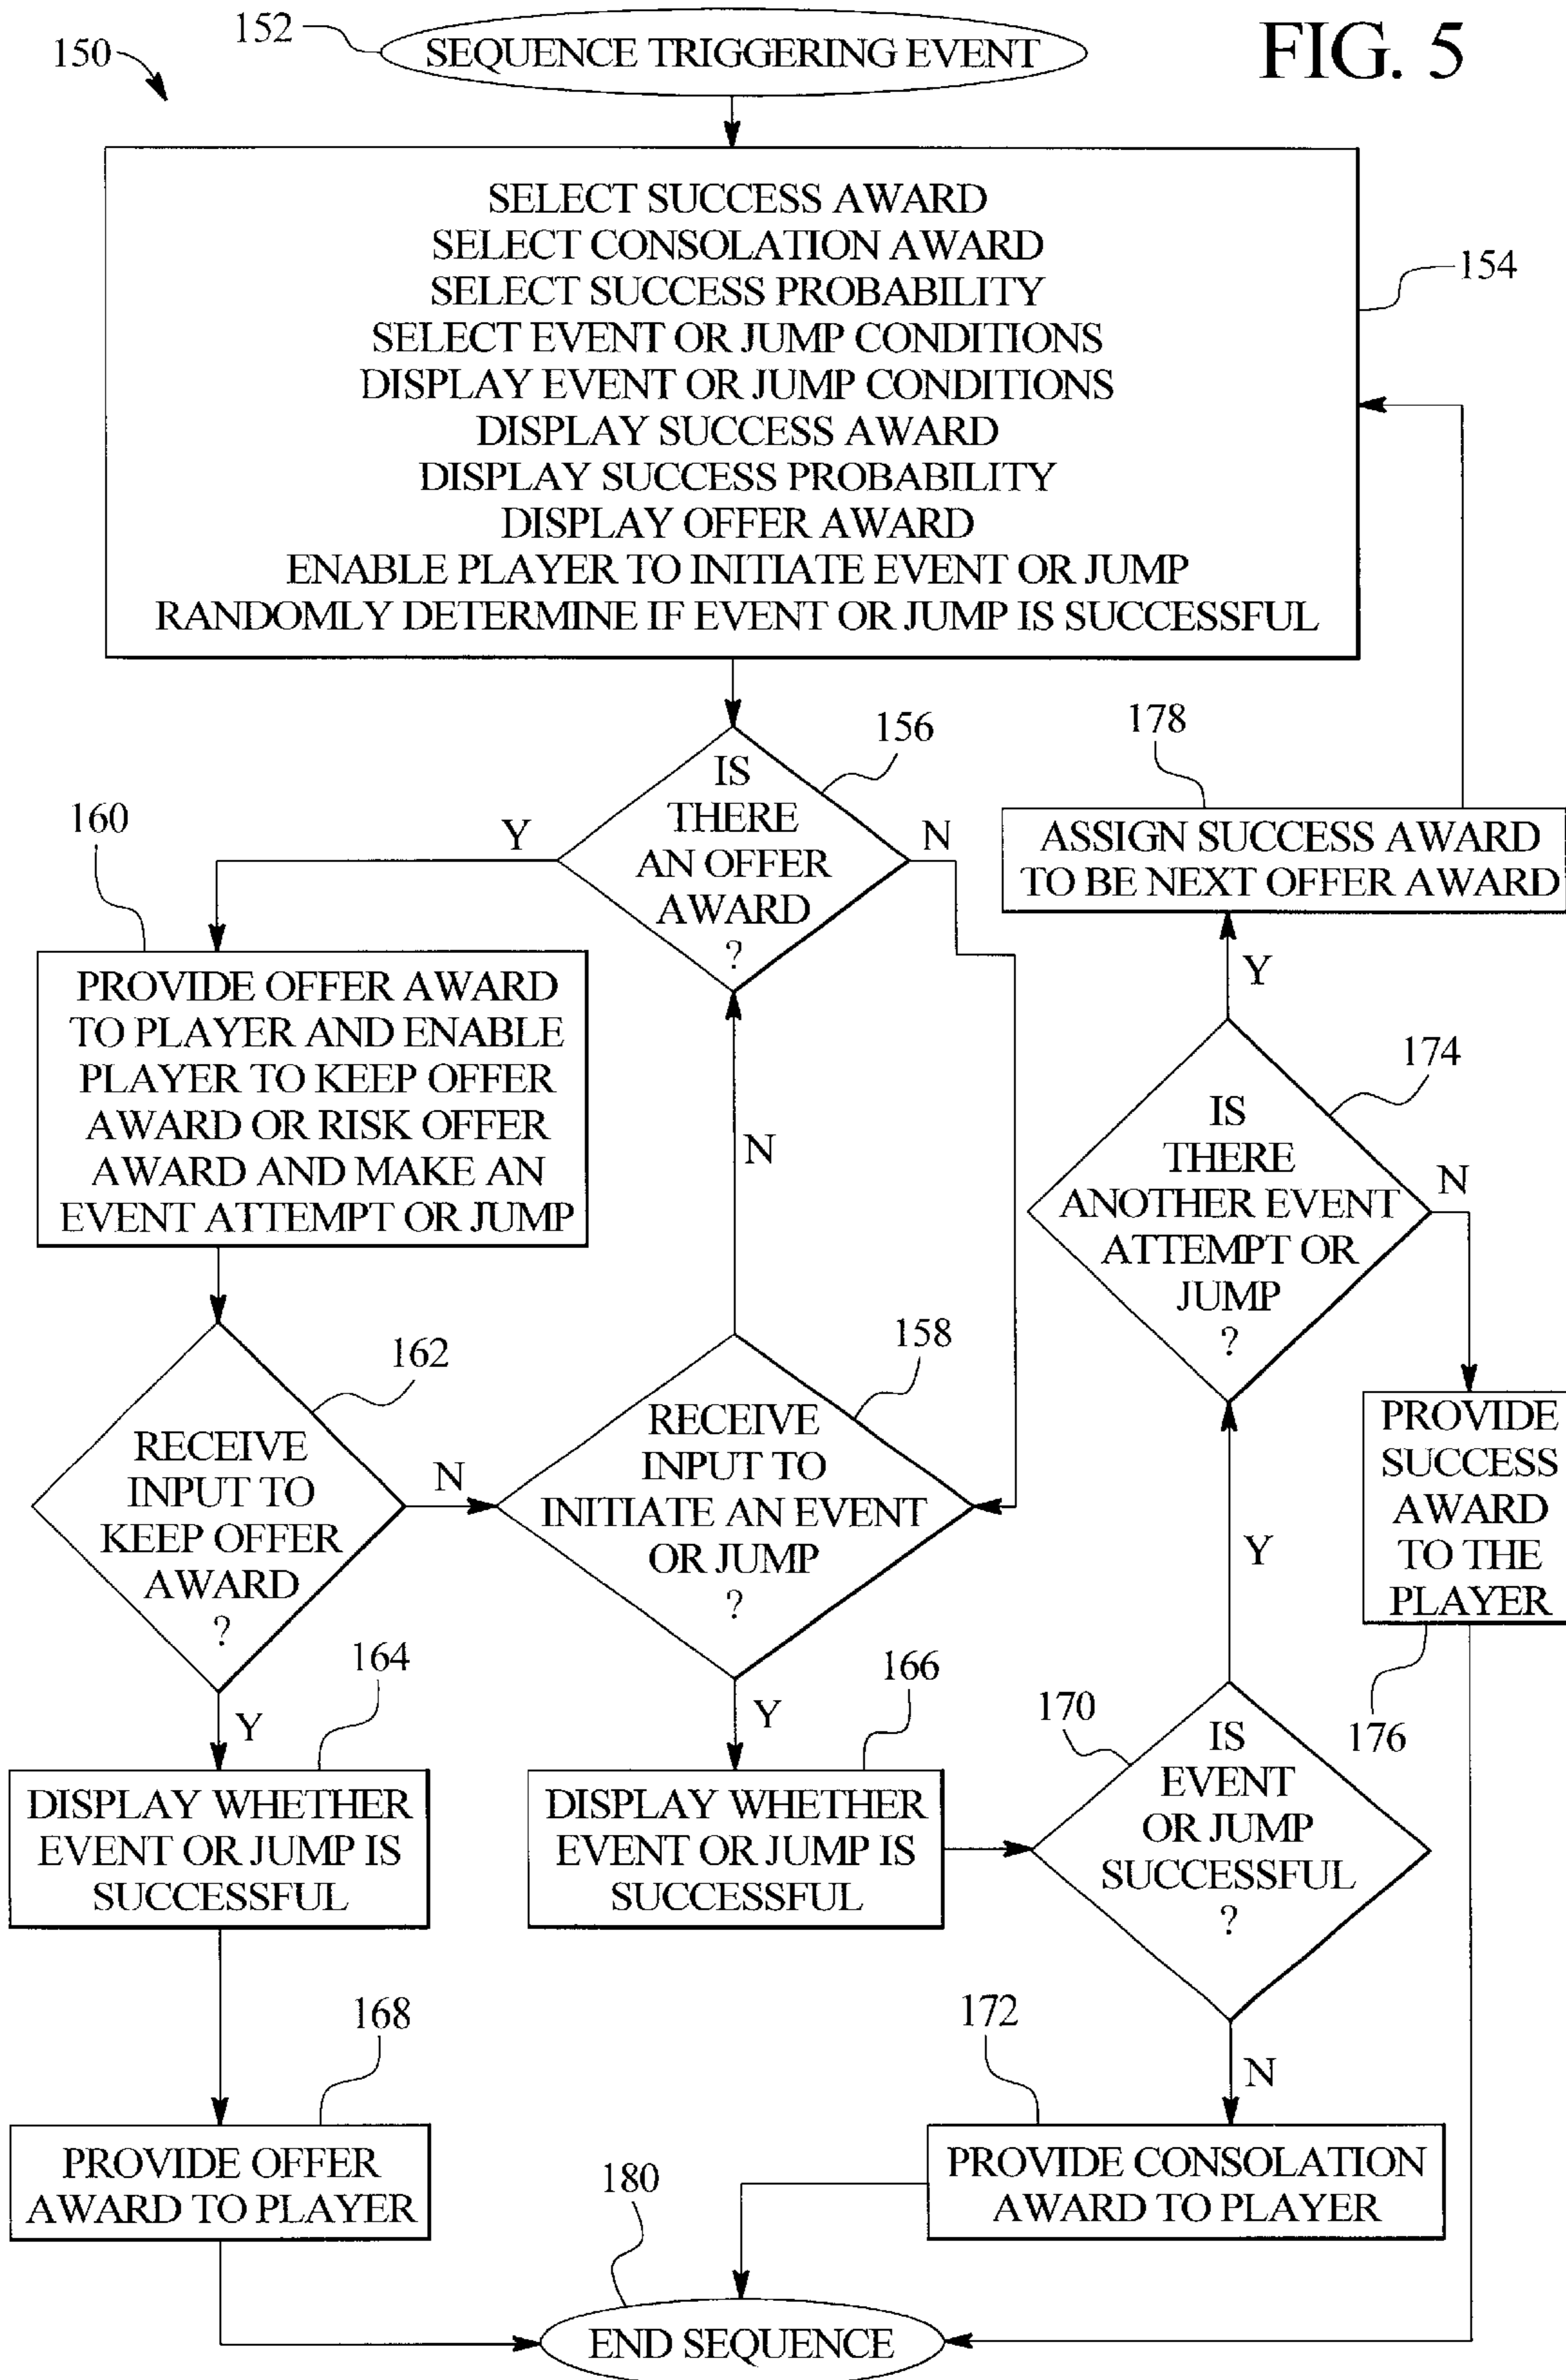 FIG. 5
150
152
SEQUENCE TRIGGERING EVENT
SELECT SUCCESS AWARD
SELECT CONSOLATION AWARD
SELECT SUCCESS PROBABILITY
SELECT EVENT OR JUMP CONDITIONS
DISPLAY EVENT OR JUMP CONDITIONS
DISPLAY SUCCESS AWARD
DISPLAY SUCCESS PROBABILITY
DISPLAY OFFER AWARD
ENABLE PLAYER TO INITIATE EVENT OR JUMP
RANDOMLY DETERMINE IF EVENT OR JUMP IS SUCCESSFUL
154
156
IS
THERE
AN OFFER
AWARD
?
Y
N
178
ASSIGN SUCCESS AWARD
TO BE NEXT OFFER AWARD
160
PROVIDE OFFER AWARD
TO PLAYER AND ENABLE
PLAYER TO KEEP OFFER
AWARD OR RISK OFFER
AWARD AND MAKE AN
EVENT ATTEMPT OR JUMP
N
Y
174
IS
THERE
ANOTHER EVENT
ATTEMPT OR
JUMP
?
N
162
RECEIVE
INPUT TO
KEEP OFFER
AWARD
?
N
158
RECEIVE
INPUT TO
INITIATE AN EVENT
OR JUMP
?
Y
PROVIDE
SUCCESS
AWARD
TO THE
PLAYER
176
Y
164
DISPLAY WHETHER
EVENT OR JUMP IS
SUCCESSFUL
Y
166
DISPLAY WHETHER
EVENT OR JUMP IS
SUCCESSFUL
170
IS
EVENT
OR JUMP
SUCCESSFUL
?
N
168
PROVIDE OFFER
AWARD TO PLAYER
172
PROVIDE CONSOLATION
AWARD TO PLAYER
180
END SEQUENCE